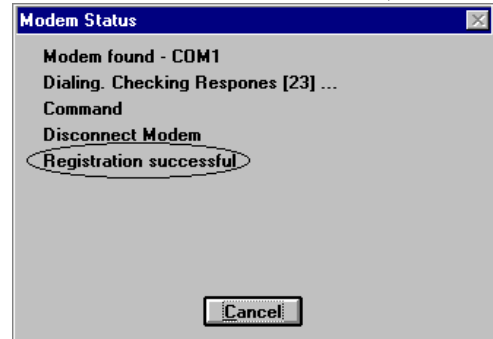 Modem Status
Modem found - COM1
Dialing. Checking Respones [23] ...
Command
Disconnect Modem
Registration successful
Cancel